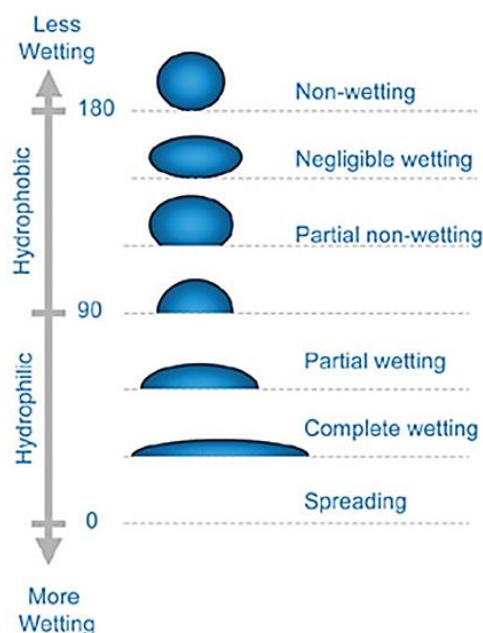 Less
Wetting
180
Non-wetting
Negligible wetting
Hydrophobic
Partial non-wetting
90
Partial wetting
Hydrophilic
Complete wetting
Spreading
0
More
Wetting